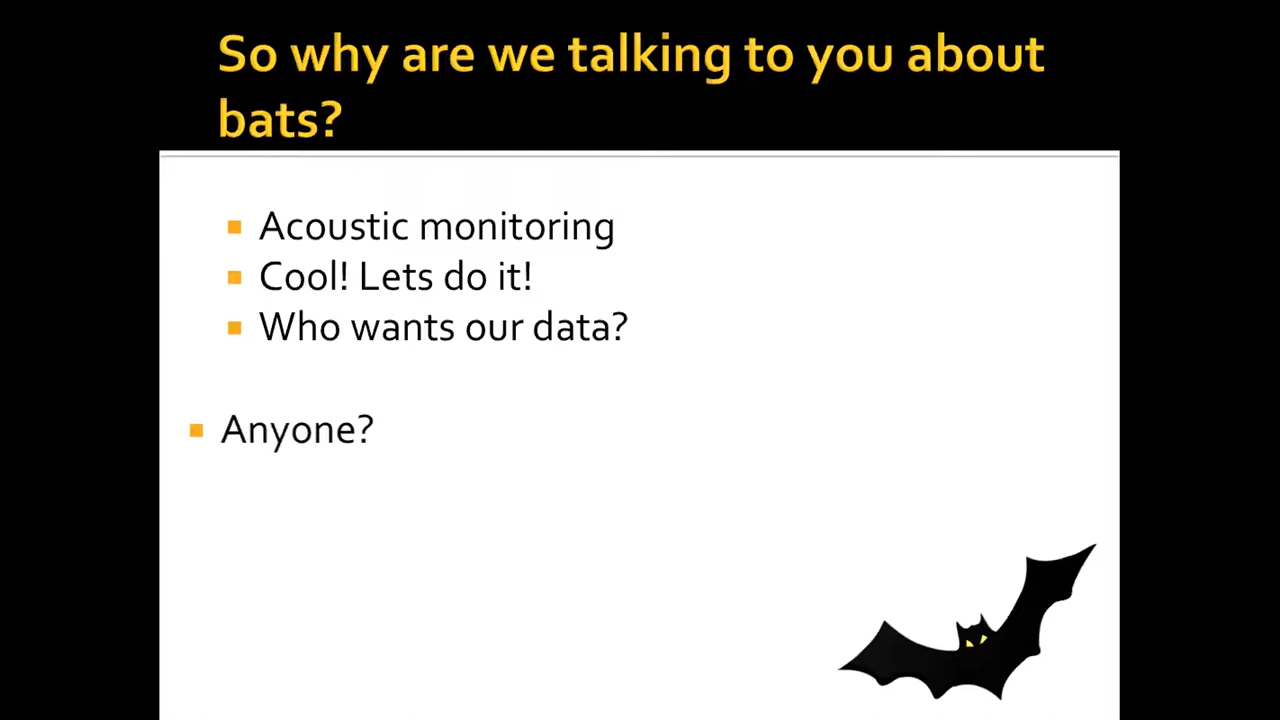 So why are we talking to you about
bats?
Acoustic monitoring
Cool! Lets do it!
Who wants our data?
Anyone?